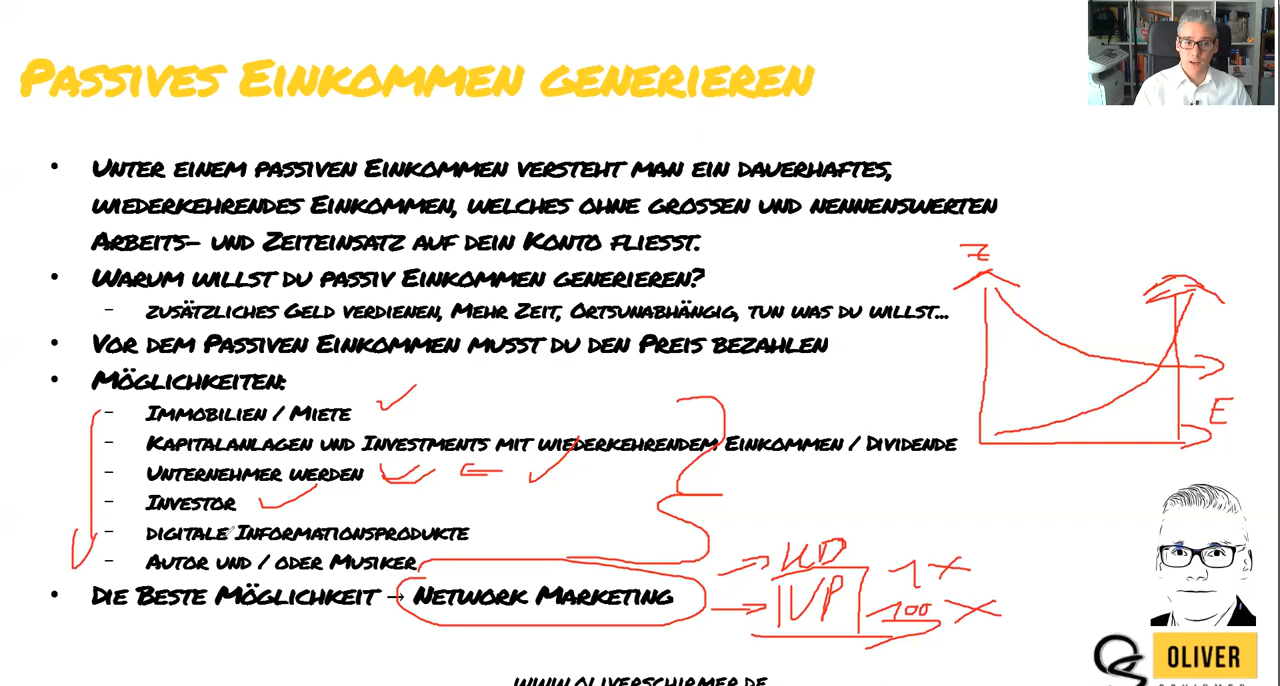 Passives Einkommen generieren
• Unter einem passiven Einkommen versteht man ein dauerhaftes,
wiederkehrendes Einkommen, welches ohne grossen und nennenswerten
Arbeits- und Zeiteinsatz auf dein Konto fliesst.
• Warum willst du passiv Einkommen generieren?
- zusätzliches Geld verdienen, Mehr Zeit, Ortsunabhängig, tun was du willst...
• Vor dem Passiven Einkommen musst du den Preis bezahlen
• Möglichkeiten:
- Immobilien / Miete
- Kapitalanlagen und Investments mit wiederkehrendem Einkommen / Dividende
- Unternehmer werden
- Investor
- digitale Informationsprodukte
- Autor und / oder Musiker
• Die Beste Möglichkeit → Network Marketing
Z
E
1 X
VP 100 X
OS OLIVER
www.oliverschirmer.de